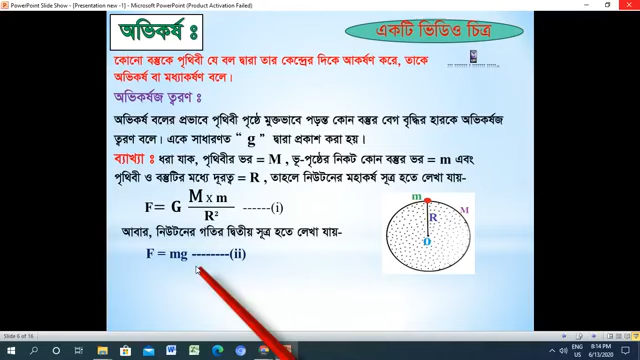 PowerPoint Slide Show - [Presentation new -1] - Microsoft PowerPoint (Product Activation Failed)
অভিকর্ষ ঃ
একটি ভিডিও চিত্র
কোনো বস্তুকে পৃথিবী যে বল দ্বারা তার কেন্দ্রের দিকে আকর্ষণ করে, তাকে
অভিকর্ষ বা মধ্যাকর্ষণ বলে।
অভিকর্ষজ ত্বরণ ঃ
অভিকর্ষ বলের প্রভাবে পৃথিবী পৃষ্ঠে মুক্তভাবে পড়ন্ত কোন বস্তুর বেগ বৃদ্ধির হারকে অভিকর্ষজ
ত্বরণ বলে। একে সাধারণত “ g ” দ্বারা প্রকাশ করা হয়।
ব্যাখ্যা ঃ ধরা যাক, পৃথিবীর ভর = M, ভূ-পৃষ্ঠের নিকট কোন বস্তুর ভর = m এবং
পৃথিবী ও বস্তুটির মধ্যে দূরত্ব = R, তাহলে নিউটনের মহাকর্ষ সূত্র হতে লেখা যায়-
F = G M x m / R² ------(i)
আবার, নিউটনের গতির দ্বিতীয় সূত্র হতে লেখা যায়-
F = mg --------(ii)
m
M
R
O
Slide 6 of 16
ENG
8:14 PM
6/13/2020